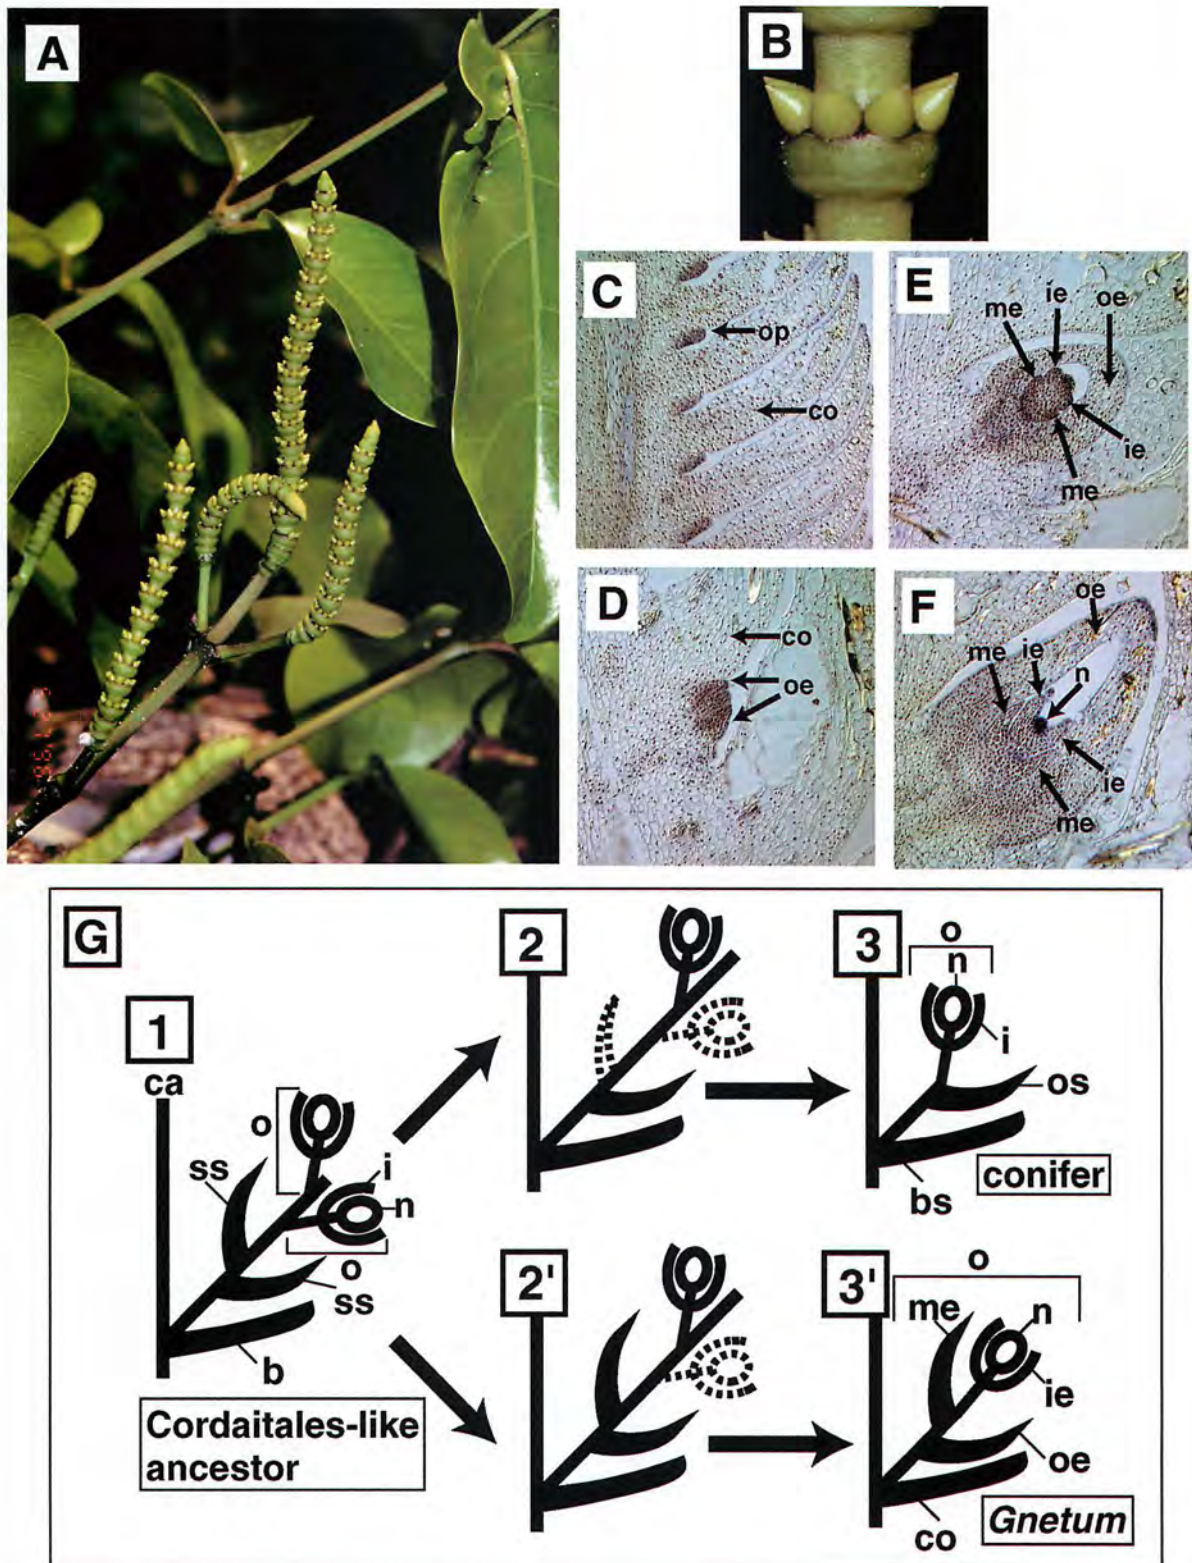 A
B
C
op
co
D
co
oe
E
me
ie
oe
ie
me
F
oe
me
ie
n
ie
me
G
1
ca
ss
o
i
n
o
ss
b
Cordaitales-like
ancestor
2
3
o
n
i
os
bs
conifer
2'
3'
o
me
n
ie
oe
co
Gnetum